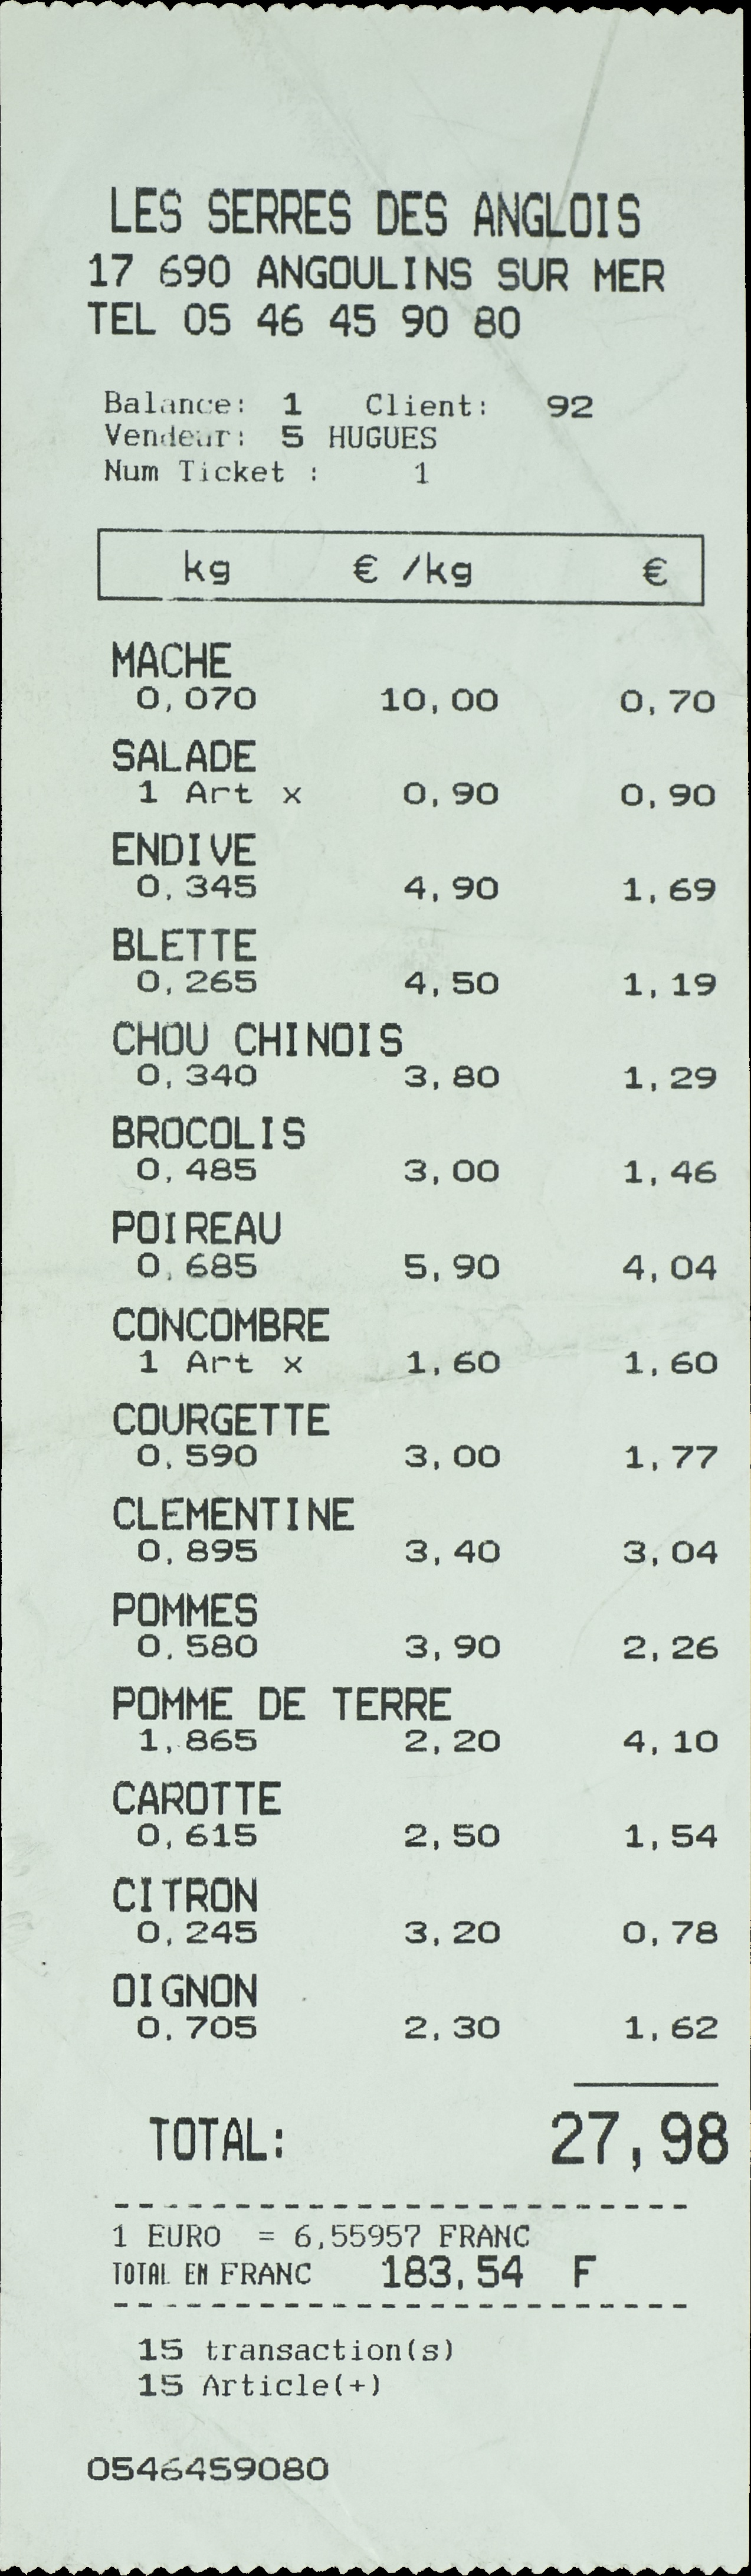 LES SERRES DES ANGLOIS
17 690 ANGOULINS SUR MER
TEL 05 46 45 90 80
Balance: 1 Client: 92
Vendeur: 5 HUGUES
Num Ticket : 1
kg € /kg €
MACHE
0,070 10,00 0,70
SALADE
1 Art x 0,90 0,90
ENDIVE
0,345 4,90 1,69
BLETTE
0,265 4,50 1,19
CHOU CHINOIS
0,340 3,80 1,29
BROCOLIS
0,485 3,00 1,46
POIREAU
0,685 5,90 4,04
CONCOMBRE
1 Art x 1,60 1,60
COURGETTE
0,590 3,00 1,77
CLEMENTINE
0,895 3,40 3,04
POMMES
0,580 3,90 2,26
POMME DE TERRE
1,865 2,20 4,10
CAROTTE
0,615 2,50 1,54
CITRON
0,245 3,20 0,78
OIGNON
0,705 2,30 1,62
TOTAL: 27,98
1 EURO = 6,55957 FRANC
TOTAL EN FRANC 183,54 F
15 transaction(s)
15 Article(+)
0546459080